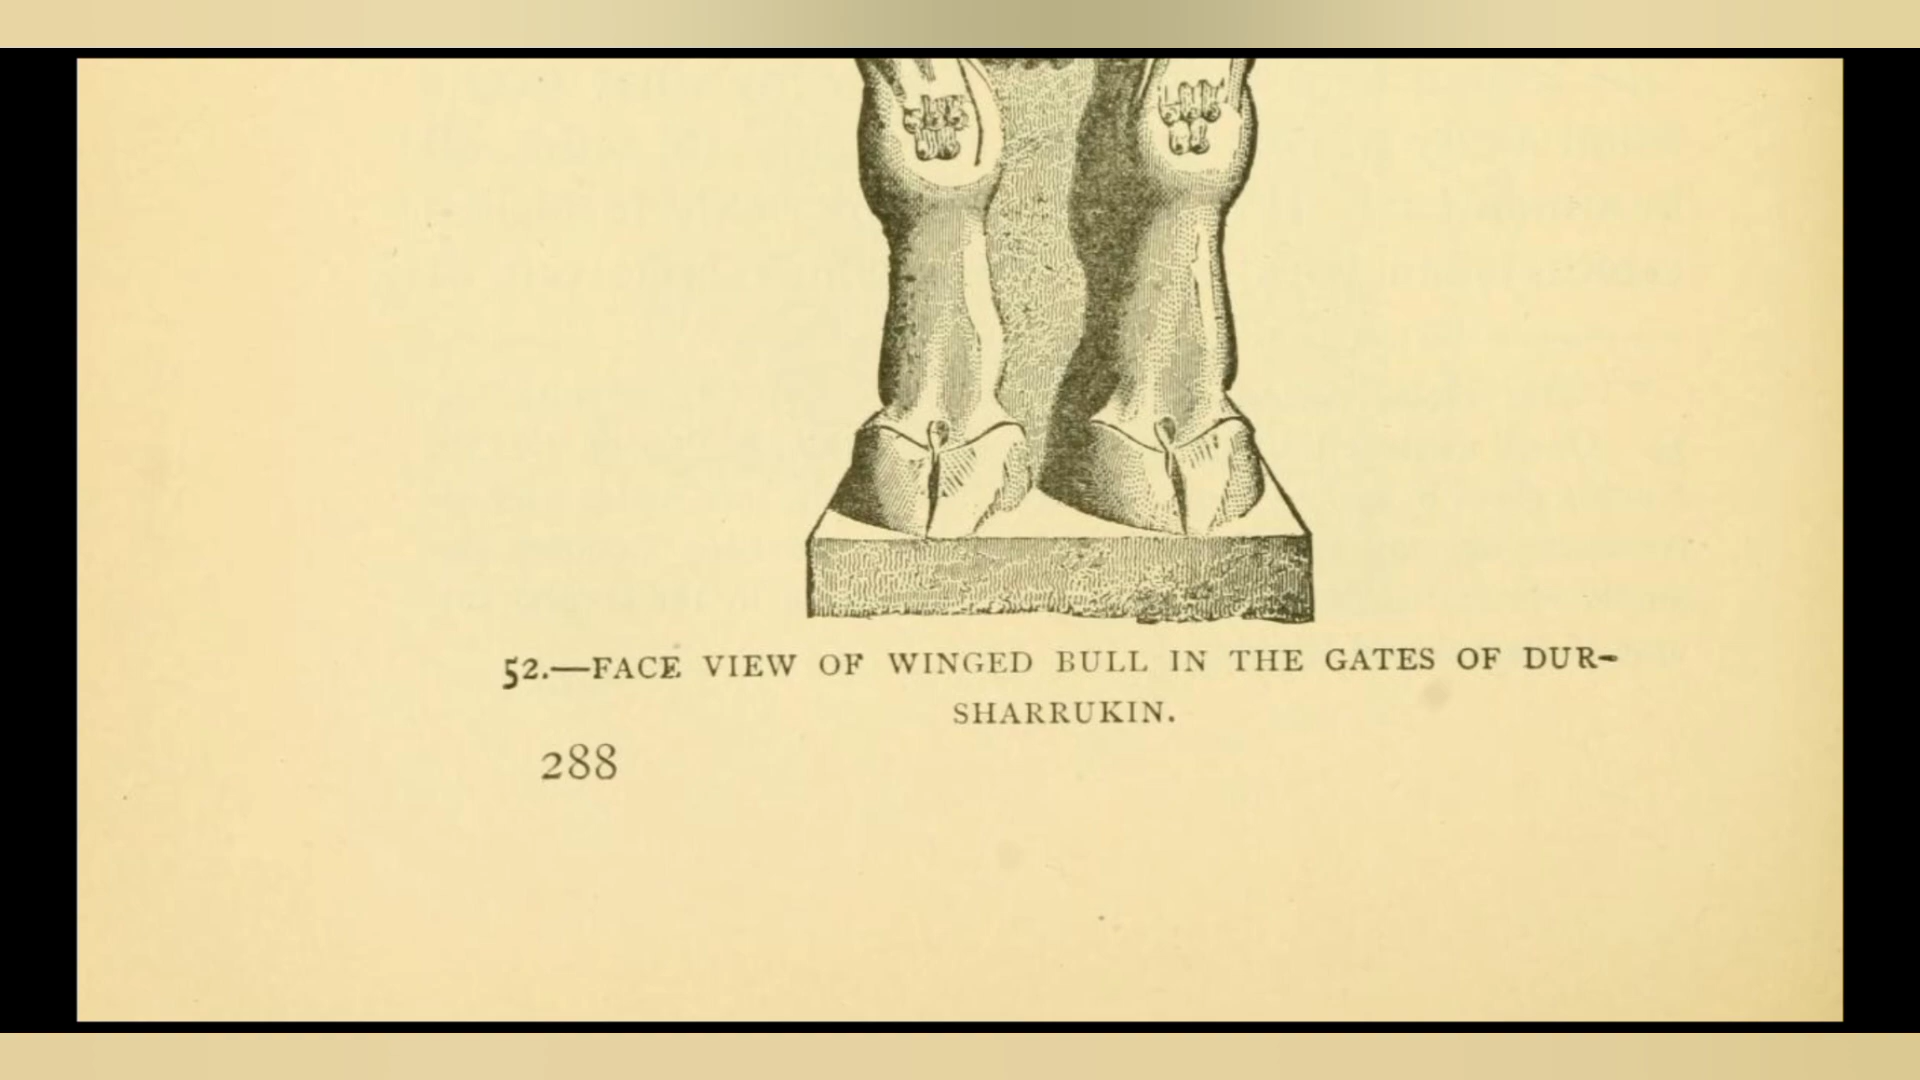 52.—FACE VIEW OF WINGED BULL IN THE GATES OF DUR-
SHARRUKIN.
288